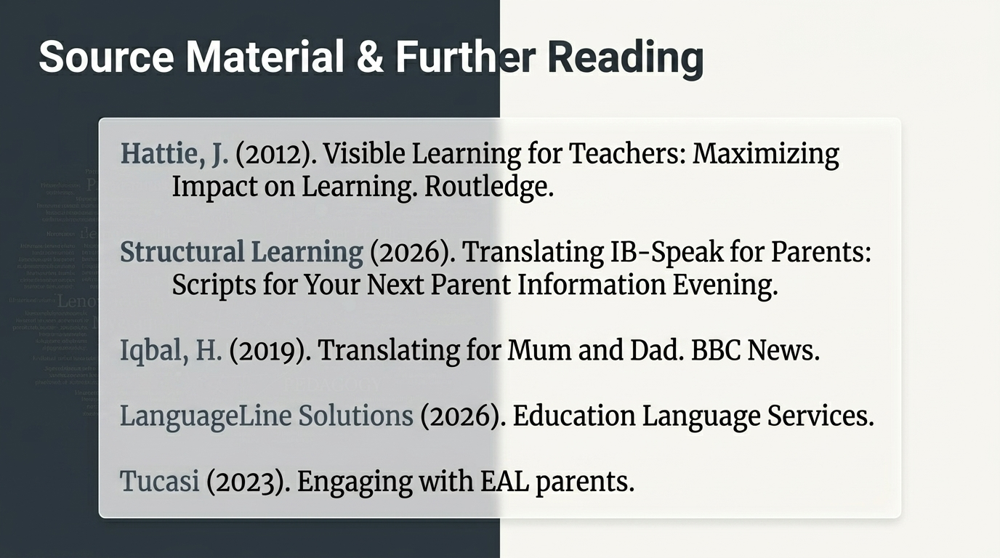 Source Material & Further Reading
Hattie, J. (2012). Visible Learning for Teachers: Maximizing
Impact on Learning. Routledge.
Structural Learning (2026). Translating IB-Speak for Parents:
Scripts for Your Next Parent Information Evening.
Iqbal, H. (2019). Translating for Mum and Dad. BBC News.
LanguageLine Solutions (2026). Education Language Services.
Tucasi (2023). Engaging with EAL parents.